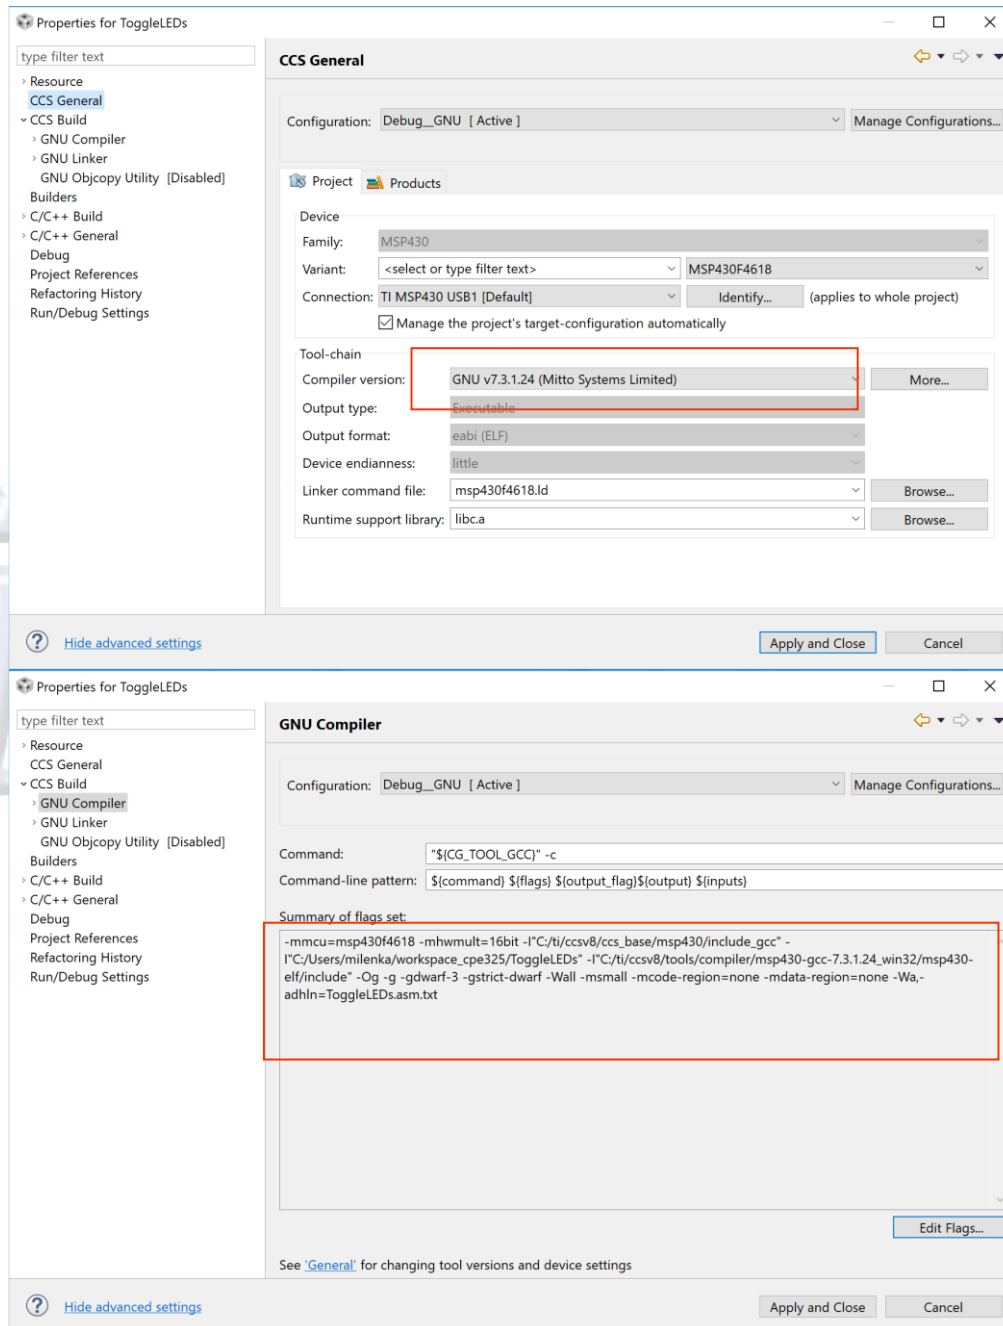 Properties for ToggleLEDs
type filter text
CCS General
Resource
CCS General
CCS Build
GNU Compiler
GNU Linker
GNU Objcopy Utility [Disabled]
Builders
C/C++ Build
C/C++ General
Debug
Project References
Refactoring History
Run/Debug Settings
Configuration: Debug__GNU [ Active ] Manage Configurations...
Project Products
Device
Family: MSP430
Variant: <select or type filter text> MSP430F4618
Connection: TI MSP430 USB1 [Default] Identify... (applies to whole project)
Manage the project's target-configuration automatically
Tool-chain
Compiler version: GNU v7.3.1.24 (Mitto Systems Limited) More...
Output type: Executable
Output format: eabi (ELF)
Device endianness: little
Linker command file: msp430f4618.ld Browse...
Runtime support library: libc.a Browse...
Hide advanced settings Apply and Close Cancel
Properties for ToggleLEDs
type filter text
GNU Compiler
Resource
CCS General
CCS Build
GNU Compiler
GNU Linker
GNU Objcopy Utility [Disabled]
Builders
C/C++ Build
C/C++ General
Debug
Project References
Refactoring History
Run/Debug Settings
Configuration: Debug__GNU [ Active ] Manage Configurations...
Command: "${CG_TOOL_GCC}" -c
Command-line pattern: ${command} ${flags} ${output_flag}${output} ${inputs}
Summary of flags set:
-mmcu=msp430f4618 -mhwmult=16bit -I"C:/ti/ccsv8/ccs_base/msp430/include_gcc" -
I"C:/Users/milenka/workspace_cpe325/ToggleLEDs" -I"C:/ti/ccsv8/tools/compiler/msp430-gcc-7.3.1.24_win32/msp430-
elf/include" -Og -g -gdwarf-3 -gstrict-dwarf -Wall -msmall -mcode-region=none -mdata-region=none -Wa,-
adhln=ToggleLEDs.asm.txt
Edit Flags...
See 'General' for changing tool versions and device settings
Hide advanced settings Apply and Close Cancel